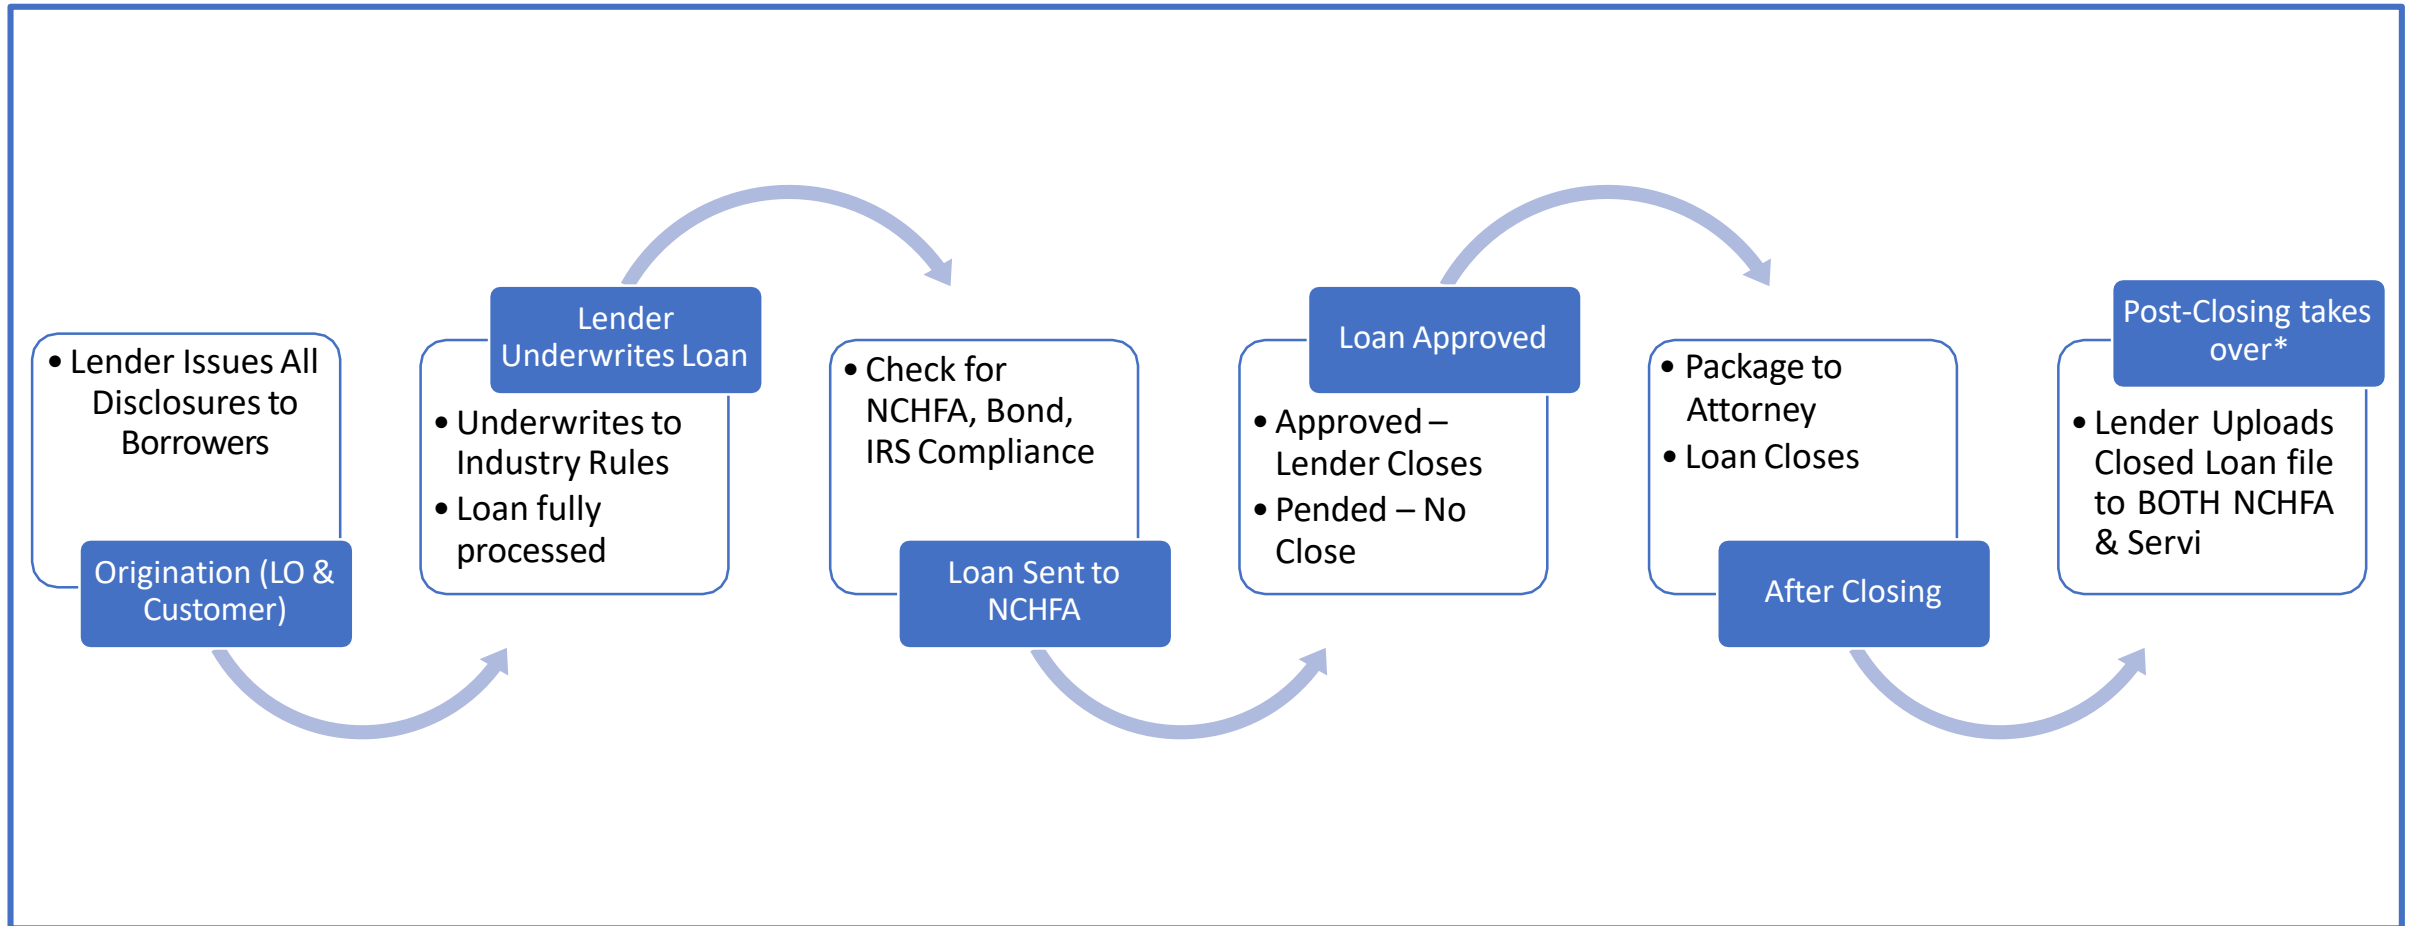 • Lender Issues All
Disclosures to
Borrowers
Origination (LO &
Customer)
Lender
Underwrites Loan
• Underwrites to
Industry Rules
• Loan fully
processed
• Check for
NCHFA, Bond,
IRS Compliance
Loan Sent to
NCHFA
Loan Approved
• Approved –
Lender Closes
• Pended – No
Close
• Package to
Attorney
• Loan Closes
After Closing
Post-Closing takes
over*
• Lender Uploads
Closed Loan file
to BOTH NCHFA
& Servi